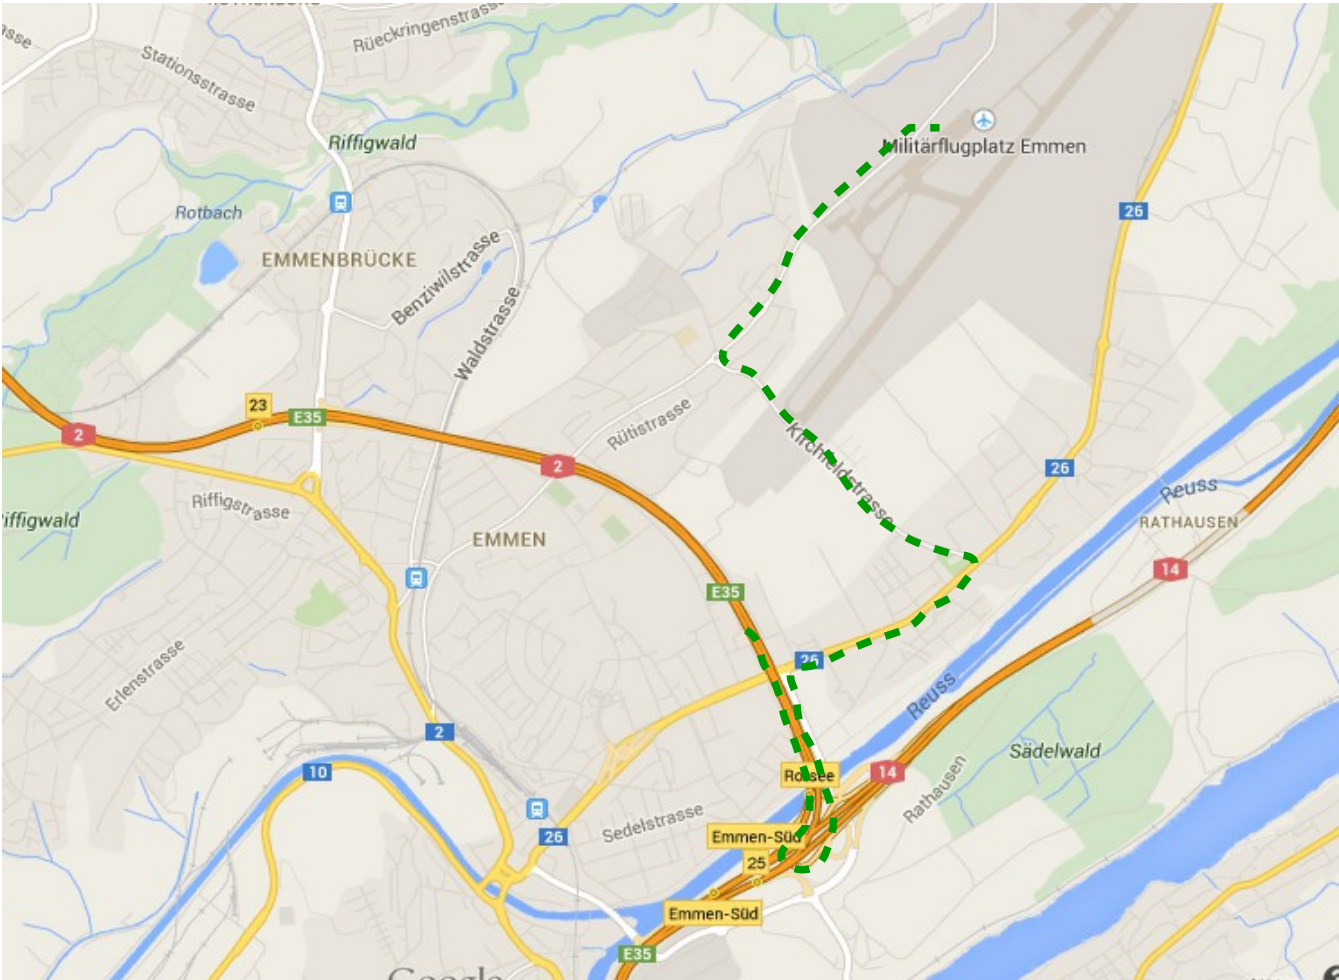 Rüeckringenstrasse
Stationsstrasse
Riffigwald
Militärflugplatz Emmen
Rotbach
26
EMMENBRÜCKE
Benziwilstrasse
Waldstrasse
23
E35
2
Rütistrasse
Kirchfeldstrasse
2
26
Reuss
Riffigstrasse
RATHAUSEN
iffigwald
EMMEN
14
E35
26
Erlenstrasse
Reuss
2
Sädelwald
10
Rotsee
14
Rathausen
Sedelstrasse
26
Emmen-Süd
25
Emmen-Süd
E35
Google